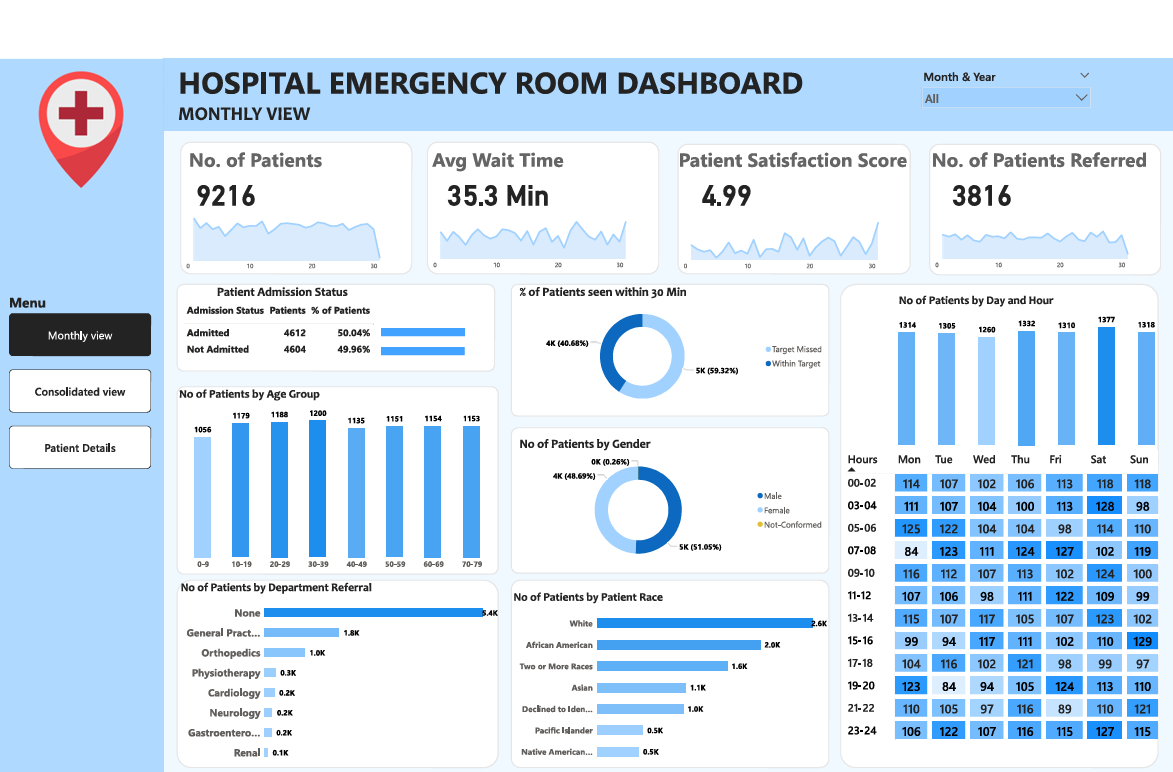 HOSPITAL EMERGENCY ROOM DASHBOARD
MONTHLY VIEW
Month & Year
All
No. of Patients
9216
0 10 20 30
Avg Wait Time
35.3 Min
0 10 20 30
Patient Satisfaction Score
4.99
0 10 20 30
No. of Patients Referred
3816
0 10 20 30
Menu
Monthly view
Consolidated view
Patient Details
Patient Admission Status
Admission Status Patients % of Patients
Admitted 4612 50.04%
Not Admitted 4604 49.96%
No of Patients by Age Group
1056 1179 1188 1200 1135 1151 1154 1153
0-9 10-19 20-29 30-39 40-49 50-59 60-69 70-79
No of Patients by Department Referral
None 5.4K
General Pract... 1.8K
Orthopedics 1.0K
Physiotherapy 0.3K
Cardiology 0.2K
Neurology 0.2K
Gastroentero... 0.2K
Renal 0.1K
% of Patients seen within 30 Min
4K (40.68%)
5K (59.32%)
Target Missed
Within Target
No of Patients by Gender
0K (0.26%)
4K (48.69%)
5K (51.05%)
Male
Female
Not-Conformed
No of Patients by Patient Race
White 2.6K
African American 2.0K
Two or More Races 1.6K
Asian 1.1K
Declined to Iden... 1.0K
Pacific Islander 0.5K
Native American... 0.5K
No of Patients by Day and Hour
1314 1305 1260 1332 1310 1377 1318
Hours Mon Tue Wed Thu Fri Sat Sun
00-02 114 107 102 106 113 118 118
03-04 111 107 104 100 113 128 98
05-06 125 122 104 104 98 114 110
07-08 84 123 111 124 127 102 119
09-10 116 112 107 113 102 124 100
11-12 107 106 98 111 122 109 99
13-14 115 107 117 105 107 123 102
15-16 99 94 117 111 102 110 129
17-18 104 116 102 121 98 99 97
19-20 123 84 94 105 124 113 110
21-22 110 105 97 116 89 110 121
23-24 106 122 107 116 115 127 115